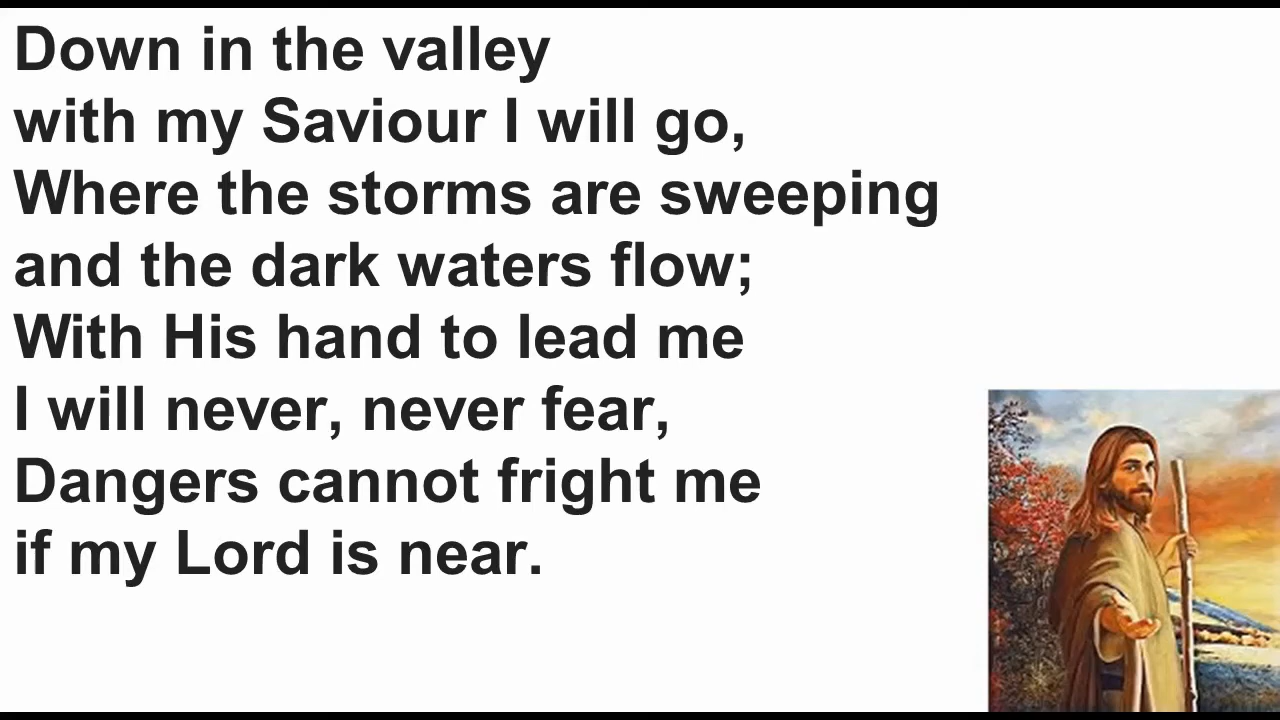 Down in the valley
with my Saviour I will go,
Where the storms are sweeping
and the dark waters flow;
With His hand to lead me
I will never, never fear,
Dangers cannot fright me
if my Lord is near.